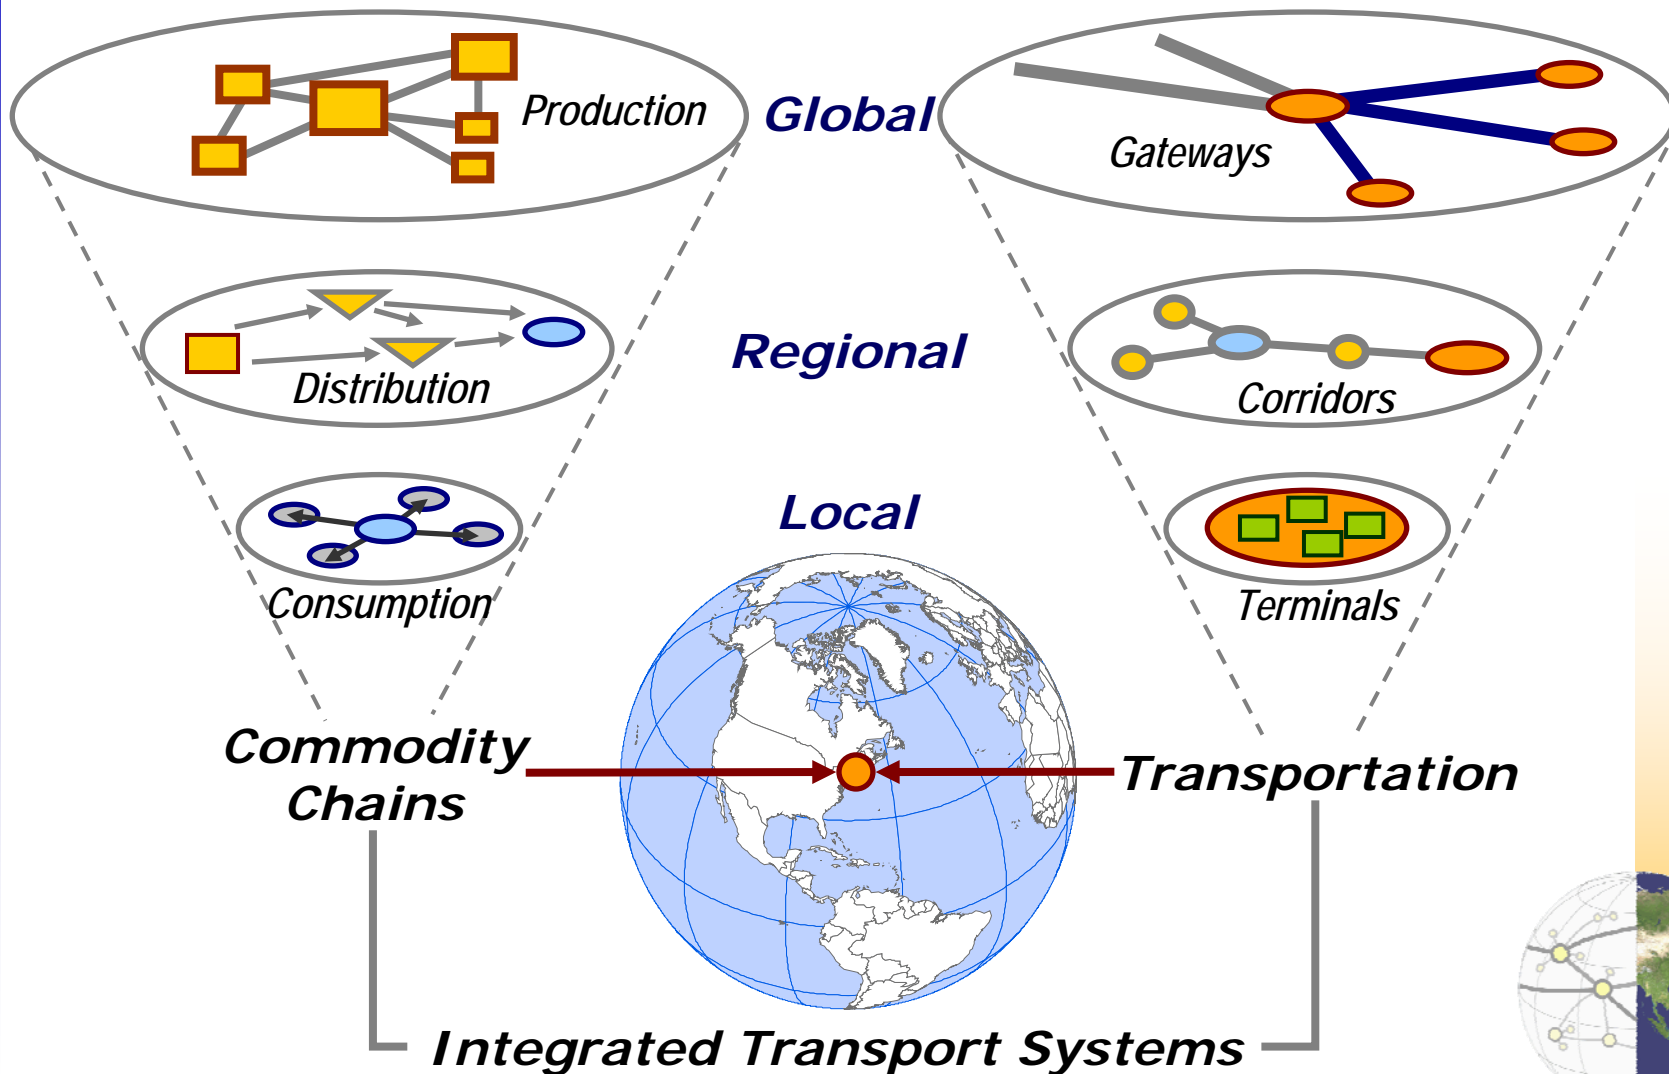 Production
Global
Gateways
Regional
Distribution
Corridors
Local
Consumption
Terminals
Commodity
Chains
Transportation
Integrated Transport Systems